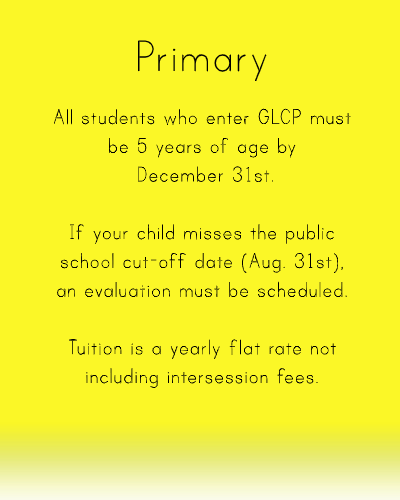 Primary
All students who enter GLCP must
be 5 years of age by
December 31st.
If your child misses the public
school cut-off date (Aug. 31st),
an evaluation must be scheduled.
Tuition is a yearly flat rate not
including intersession fees.